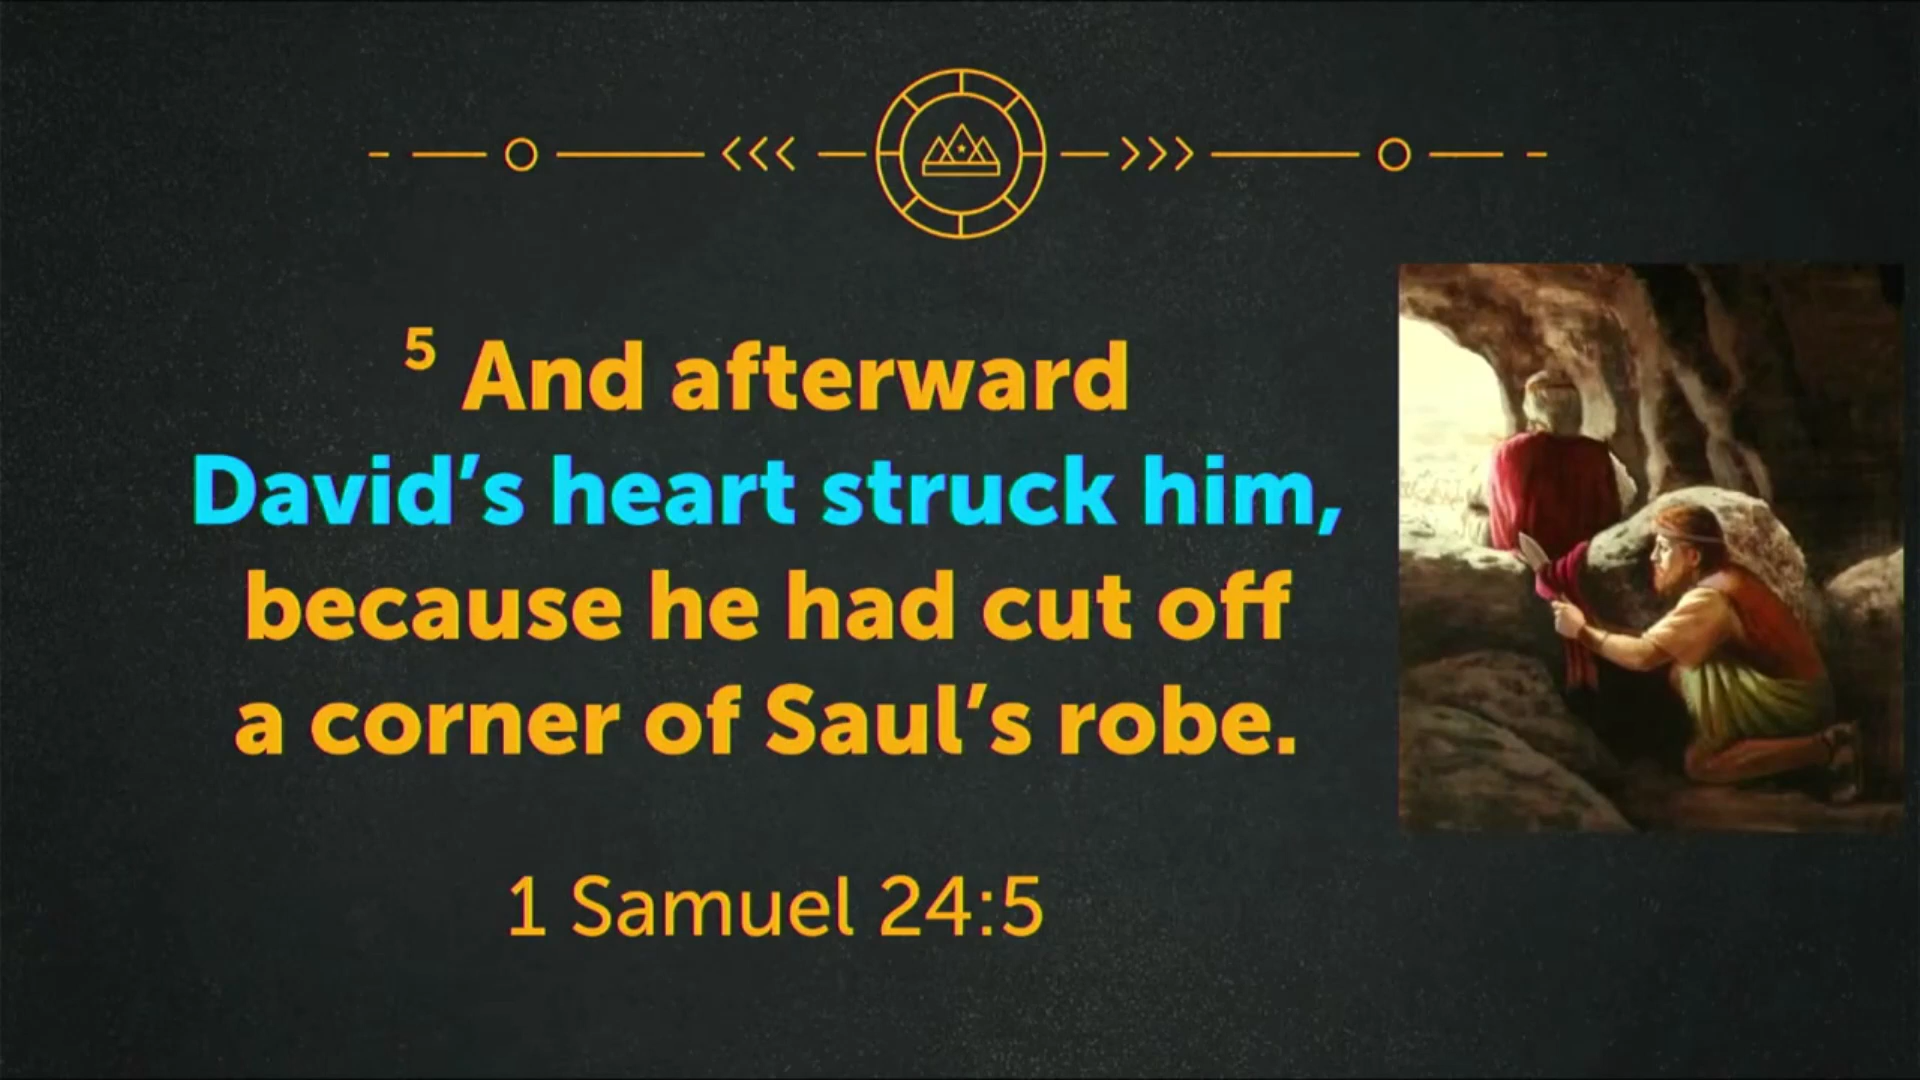 ⁵ And afterward
David’s heart struck him,
because he had cut off
a corner of Saul’s robe.
1 Samuel 24:5